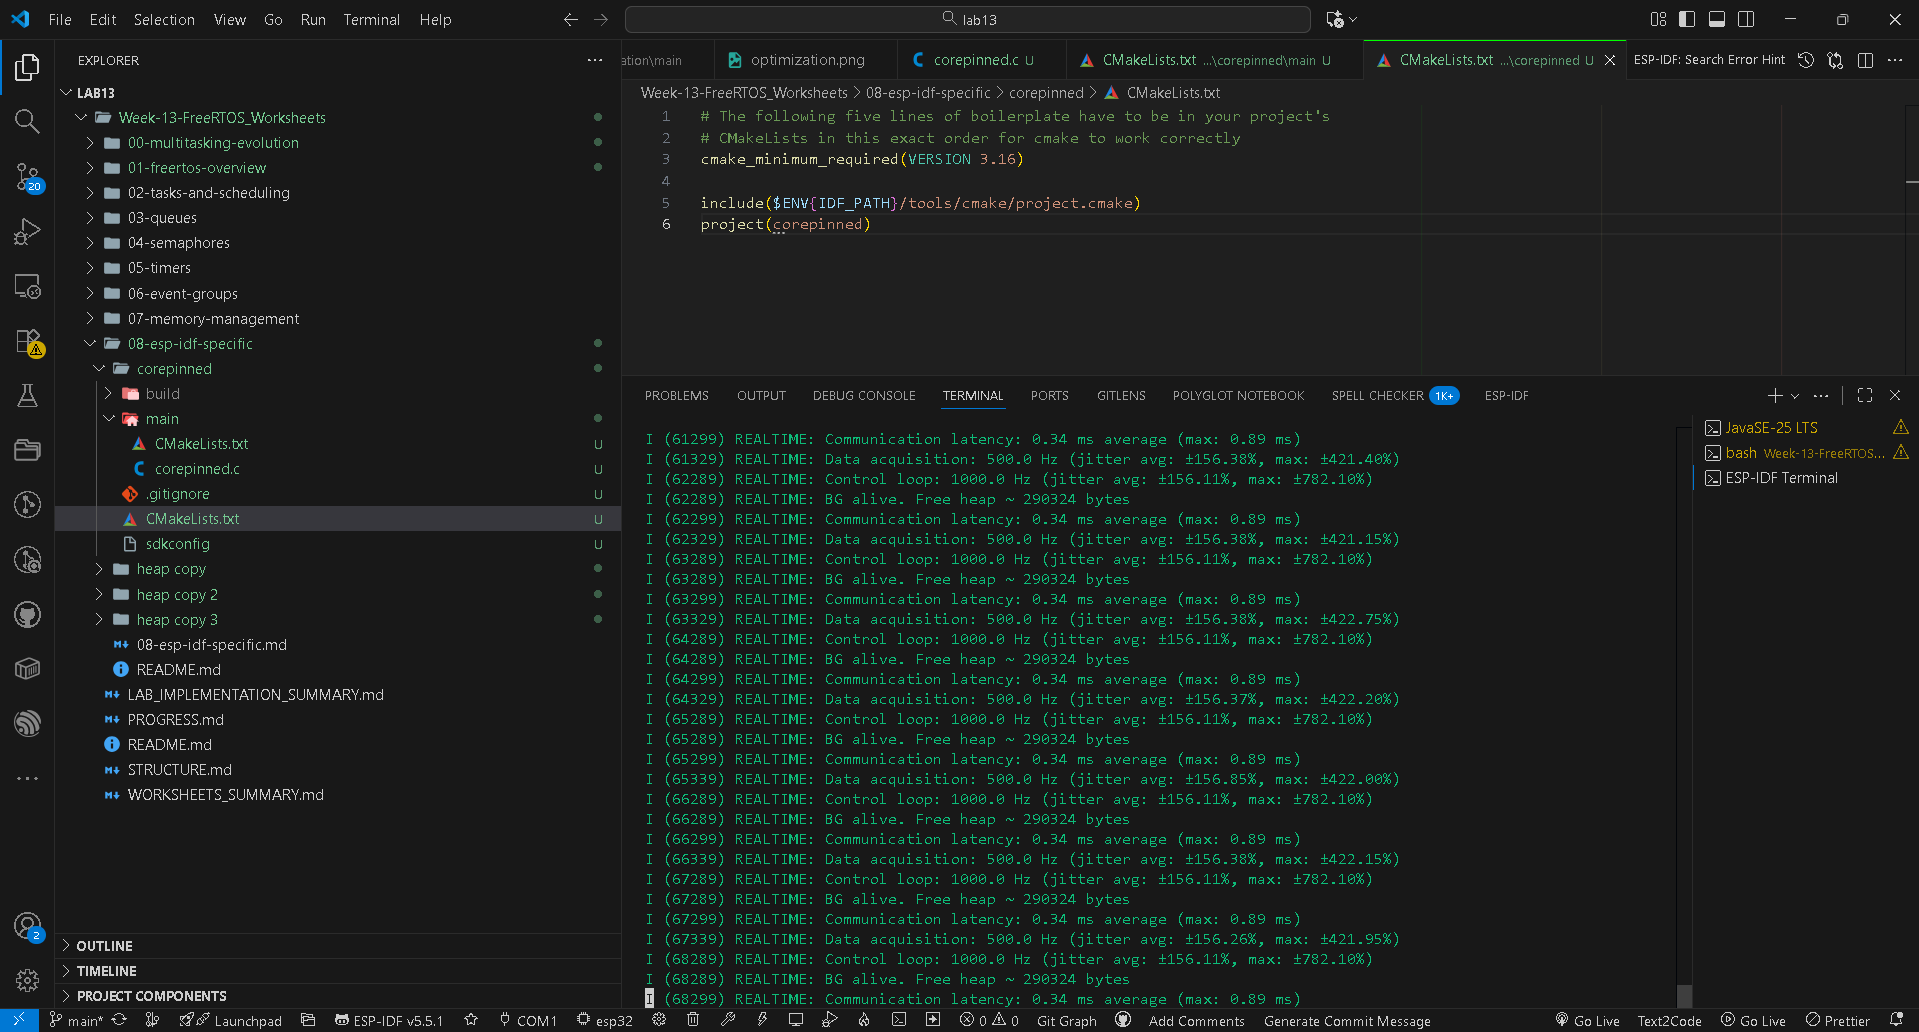 File Edit Selection View Go Run Terminal Help
lab13
EXPLORER
LAB13
Week-13-FreeRTOS_Worksheets
00-multitasking-evolution
01-freertos-overview
02-tasks-and-scheduling
03-queues
04-semaphores
05-timers
06-event-groups
07-memory-management
08-esp-idf-specific
corepinned
build
main
CMakeLists.txt U
corepinned.c U
.gitignore U
CMakeLists.txt U
sdkconfig U
heap copy
heap copy 2
heap copy 3
08-esp-idf-specific.md
README.md
LAB_IMPLEMENTATION_SUMMARY.md
PROGRESS.md
README.md
STRUCTURE.md
WORKSHEETS_SUMMARY.md
OUTLINE
TIMELINE
PROJECT COMPONENTS
20
2
ation\main optimization.png corepinned.c U CMakeLists.txt ...\corepinned\main U CMakeLists.txt ...\corepinned U ESP-IDF: Search Error Hint
Week-13-FreeRTOS_Worksheets > 08-esp-idf-specific > corepinned > CMakeLists.txt
1 # The following five lines of boilerplate have to be in your project's
2 # CMakeLists in this exact order for cmake to work correctly
3 cmake_minimum_required(VERSION 3.16)
4
5 include($ENV{IDF_PATH}/tools/cmake/project.cmake)
6 project(corepinned)
PROBLEMS OUTPUT DEBUG CONSOLE TERMINAL PORTS GITLENS POLYGLOT NOTEBOOK SPELL CHECKER 1K+ ESP-IDF
I (61299) REALTIME: Communication latency: 0.34 ms average (max: 0.89 ms)
I (61329) REALTIME: Data acquisition: 500.0 Hz (jitter avg: ±156.38%, max: ±421.40%)
I (62289) REALTIME: Control loop: 1000.0 Hz (jitter avg: ±156.11%, max: ±782.10%)
I (62289) REALTIME: BG alive. Free heap ~ 290324 bytes
I (62299) REALTIME: Communication latency: 0.34 ms average (max: 0.89 ms)
I (62329) REALTIME: Data acquisition: 500.0 Hz (jitter avg: ±156.38%, max: ±421.15%)
I (63289) REALTIME: Control loop: 1000.0 Hz (jitter avg: ±156.11%, max: ±782.10%)
I (63289) REALTIME: BG alive. Free heap ~ 290324 bytes
I (63299) REALTIME: Communication latency: 0.34 ms average (max: 0.89 ms)
I (63329) REALTIME: Data acquisition: 500.0 Hz (jitter avg: ±156.38%, max: ±422.75%)
I (64289) REALTIME: Control loop: 1000.0 Hz (jitter avg: ±156.11%, max: ±782.10%)
I (64289) REALTIME: BG alive. Free heap ~ 290324 bytes
I (64299) REALTIME: Communication latency: 0.34 ms average (max: 0.89 ms)
I (64329) REALTIME: Data acquisition: 500.0 Hz (jitter avg: ±156.37%, max: ±422.20%)
I (65289) REALTIME: Control loop: 1000.0 Hz (jitter avg: ±156.11%, max: ±782.10%)
I (65289) REALTIME: BG alive. Free heap ~ 290324 bytes
I (65299) REALTIME: Communication latency: 0.34 ms average (max: 0.89 ms)
I (65339) REALTIME: Data acquisition: 500.0 Hz (jitter avg: ±156.85%, max: ±422.00%)
I (66289) REALTIME: Control loop: 1000.0 Hz (jitter avg: ±156.11%, max: ±782.10%)
I (66289) REALTIME: BG alive. Free heap ~ 290324 bytes
I (66299) REALTIME: Communication latency: 0.34 ms average (max: 0.89 ms)
I (66339) REALTIME: Data acquisition: 500.0 Hz (jitter avg: ±156.38%, max: ±422.15%)
I (67289) REALTIME: Control loop: 1000.0 Hz (jitter avg: ±156.11%, max: ±782.10%)
I (67289) REALTIME: BG alive. Free heap ~ 290324 bytes
I (67299) REALTIME: Communication latency: 0.34 ms average (max: 0.89 ms)
I (67339) REALTIME: Data acquisition: 500.0 Hz (jitter avg: ±156.26%, max: ±421.95%)
I (68289) REALTIME: Control loop: 1000.0 Hz (jitter avg: ±156.11%, max: ±782.10%)
I (68289) REALTIME: BG alive. Free heap ~ 290324 bytes
I (68299) REALTIME: Communication latency: 0.34 ms average (max: 0.89 ms)
JavaSE-25 LTS
bash Week-13-FreeRTOS...
ESP-IDF Terminal
main* Launchpad ESP-IDF v5.5.1 COM1 esp32 0 0 Git Graph Add Comments Generate Commit Message Go Live Text2Code Go Live Prettier